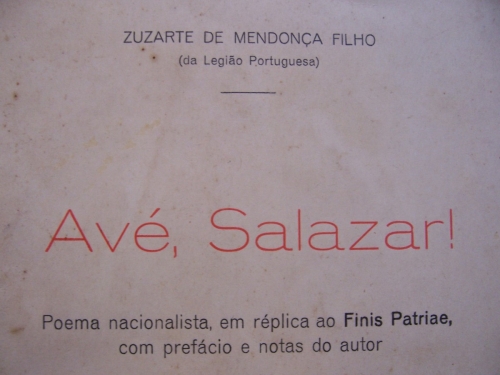 ZUZARTE DE MENDONÇA FILHO
(da Legião Portuguesa)
Avé, Salazar!
Poema nacionalista, em réplica ao Finis Patriae,
com prefácio e notas do autor